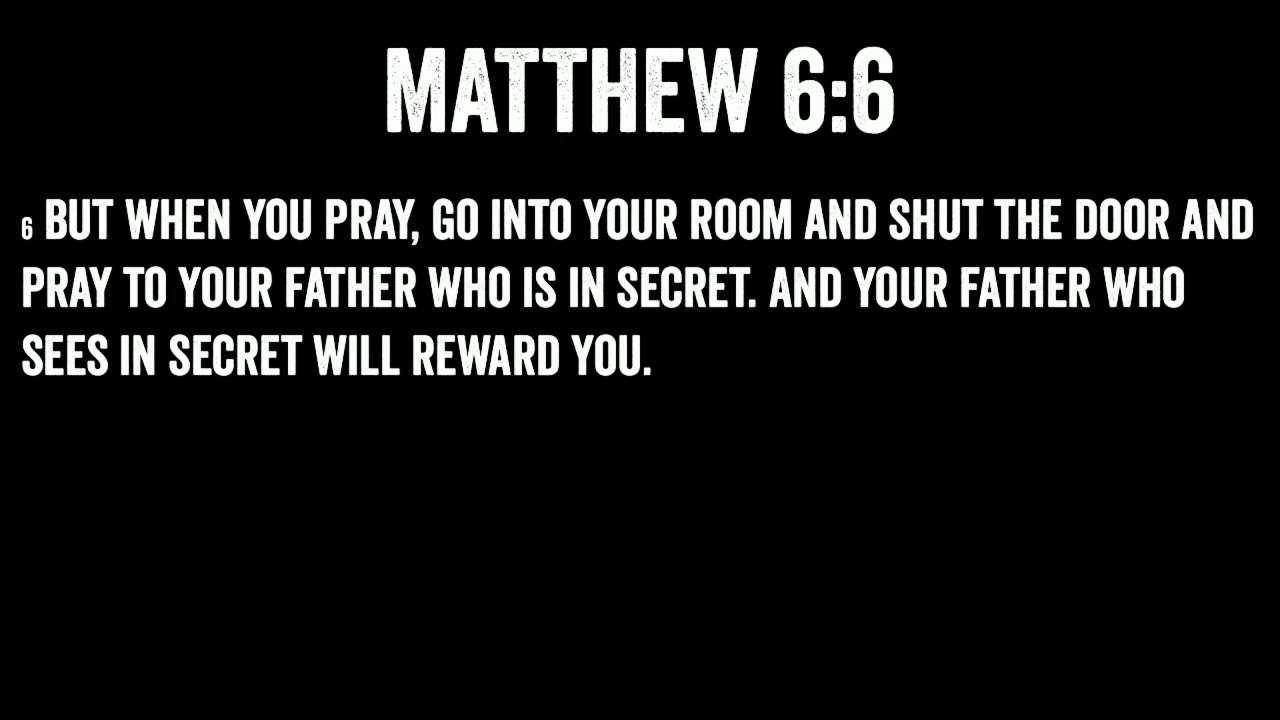 MATTHEW 6:6
6 BUT WHEN YOU PRAY, GO INTO YOUR ROOM AND SHUT THE DOOR AND
PRAY TO YOUR FATHER WHO IS IN SECRET. AND YOUR FATHER WHO
SEES IN SECRET WILL REWARD YOU.